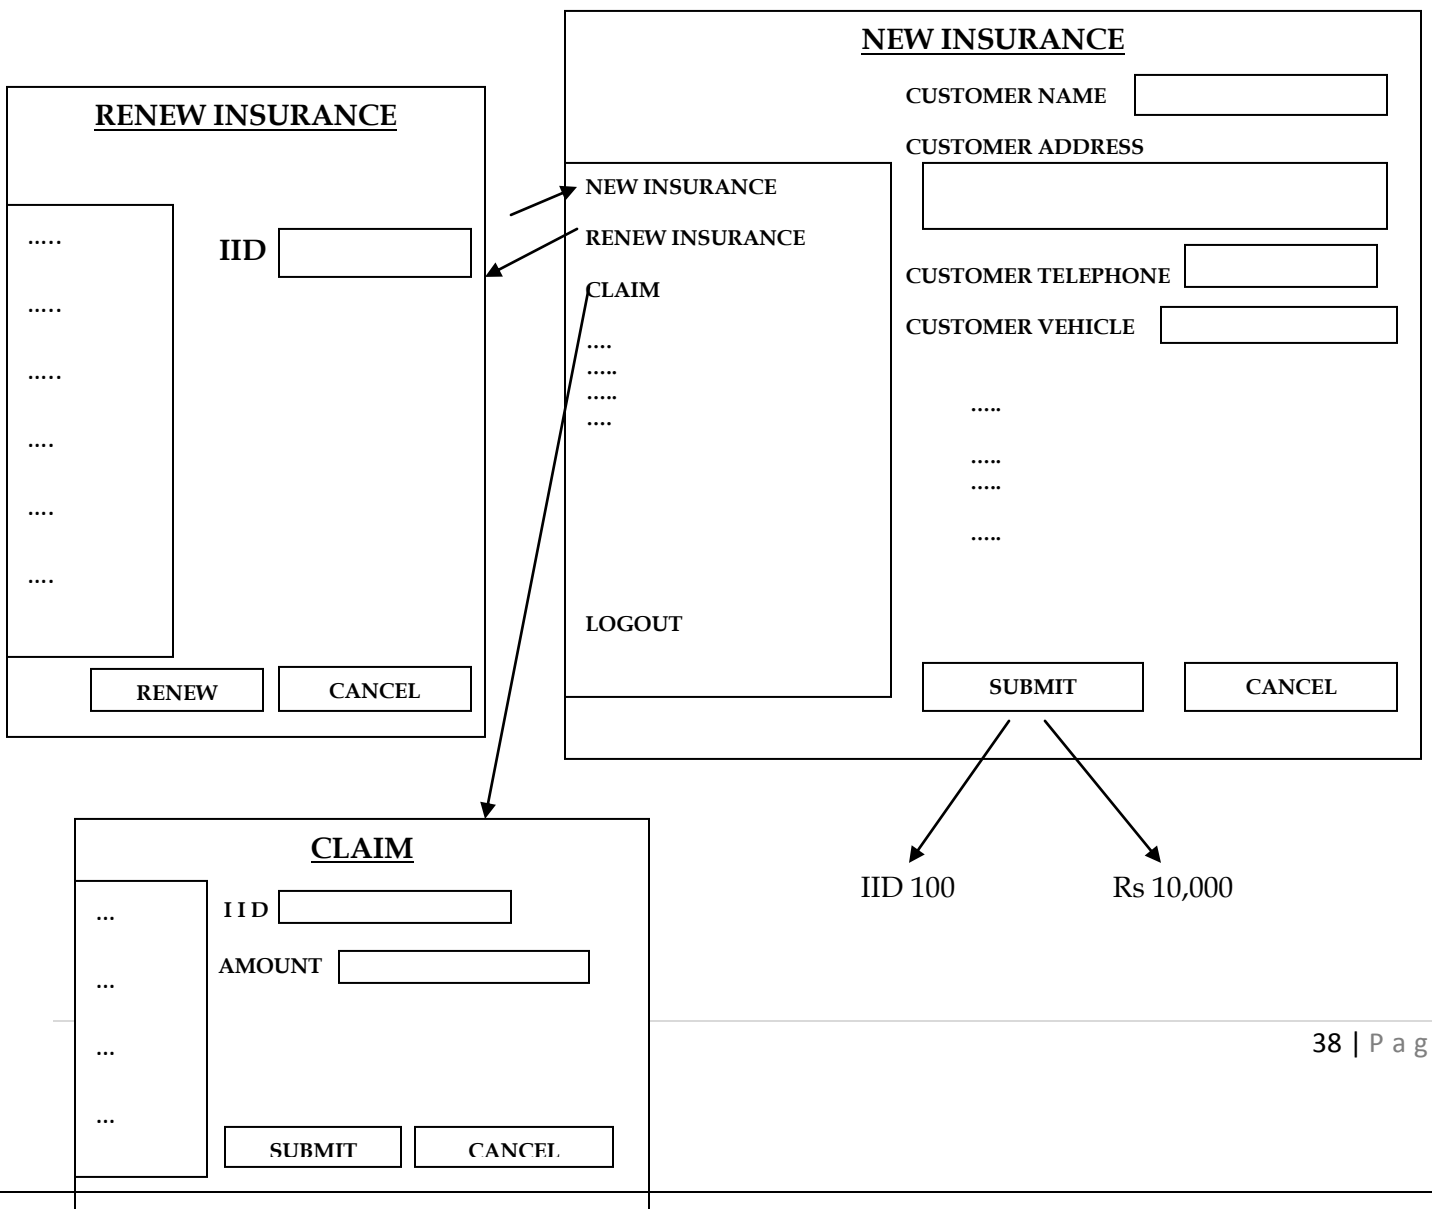 NEW INSURANCE
CUSTOMER NAME
CUSTOMER ADDRESS
NEW INSURANCE
RENEW INSURANCE
CLAIM
....
.....
.....
....
LOGOUT
CUSTOMER TELEPHONE
CUSTOMER VEHICLE
.....
.....
.....
.....
SUBMIT CANCEL
IID 100 Rs 10,000
RENEW INSURANCE
IID
.....
.....
.....
....
....
....
RENEW CANCEL
CLAIM
I I D
AMOUNT
...
...
...
...
SUBMIT CANCEL
38 | P a g